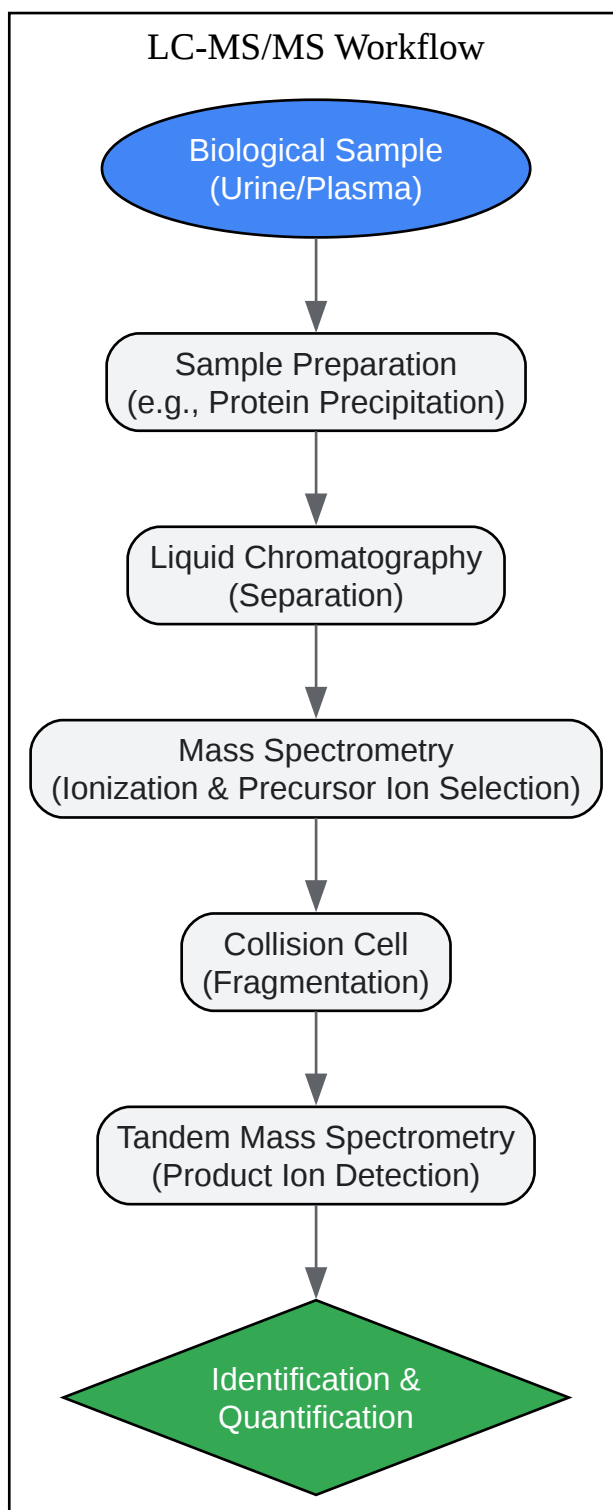 LC-MS/MS Workflow
Biological Sample
(Urine/Plasma)
Sample Preparation
(e.g., Protein Precipitation)
Liquid Chromatography
(Separation)
Mass Spectrometry
(Ionization & Precursor Ion Selection)
Collision Cell
(Fragmentation)
Tandem Mass Spectrometry
(Product Ion Detection)
Identification &
Quantification